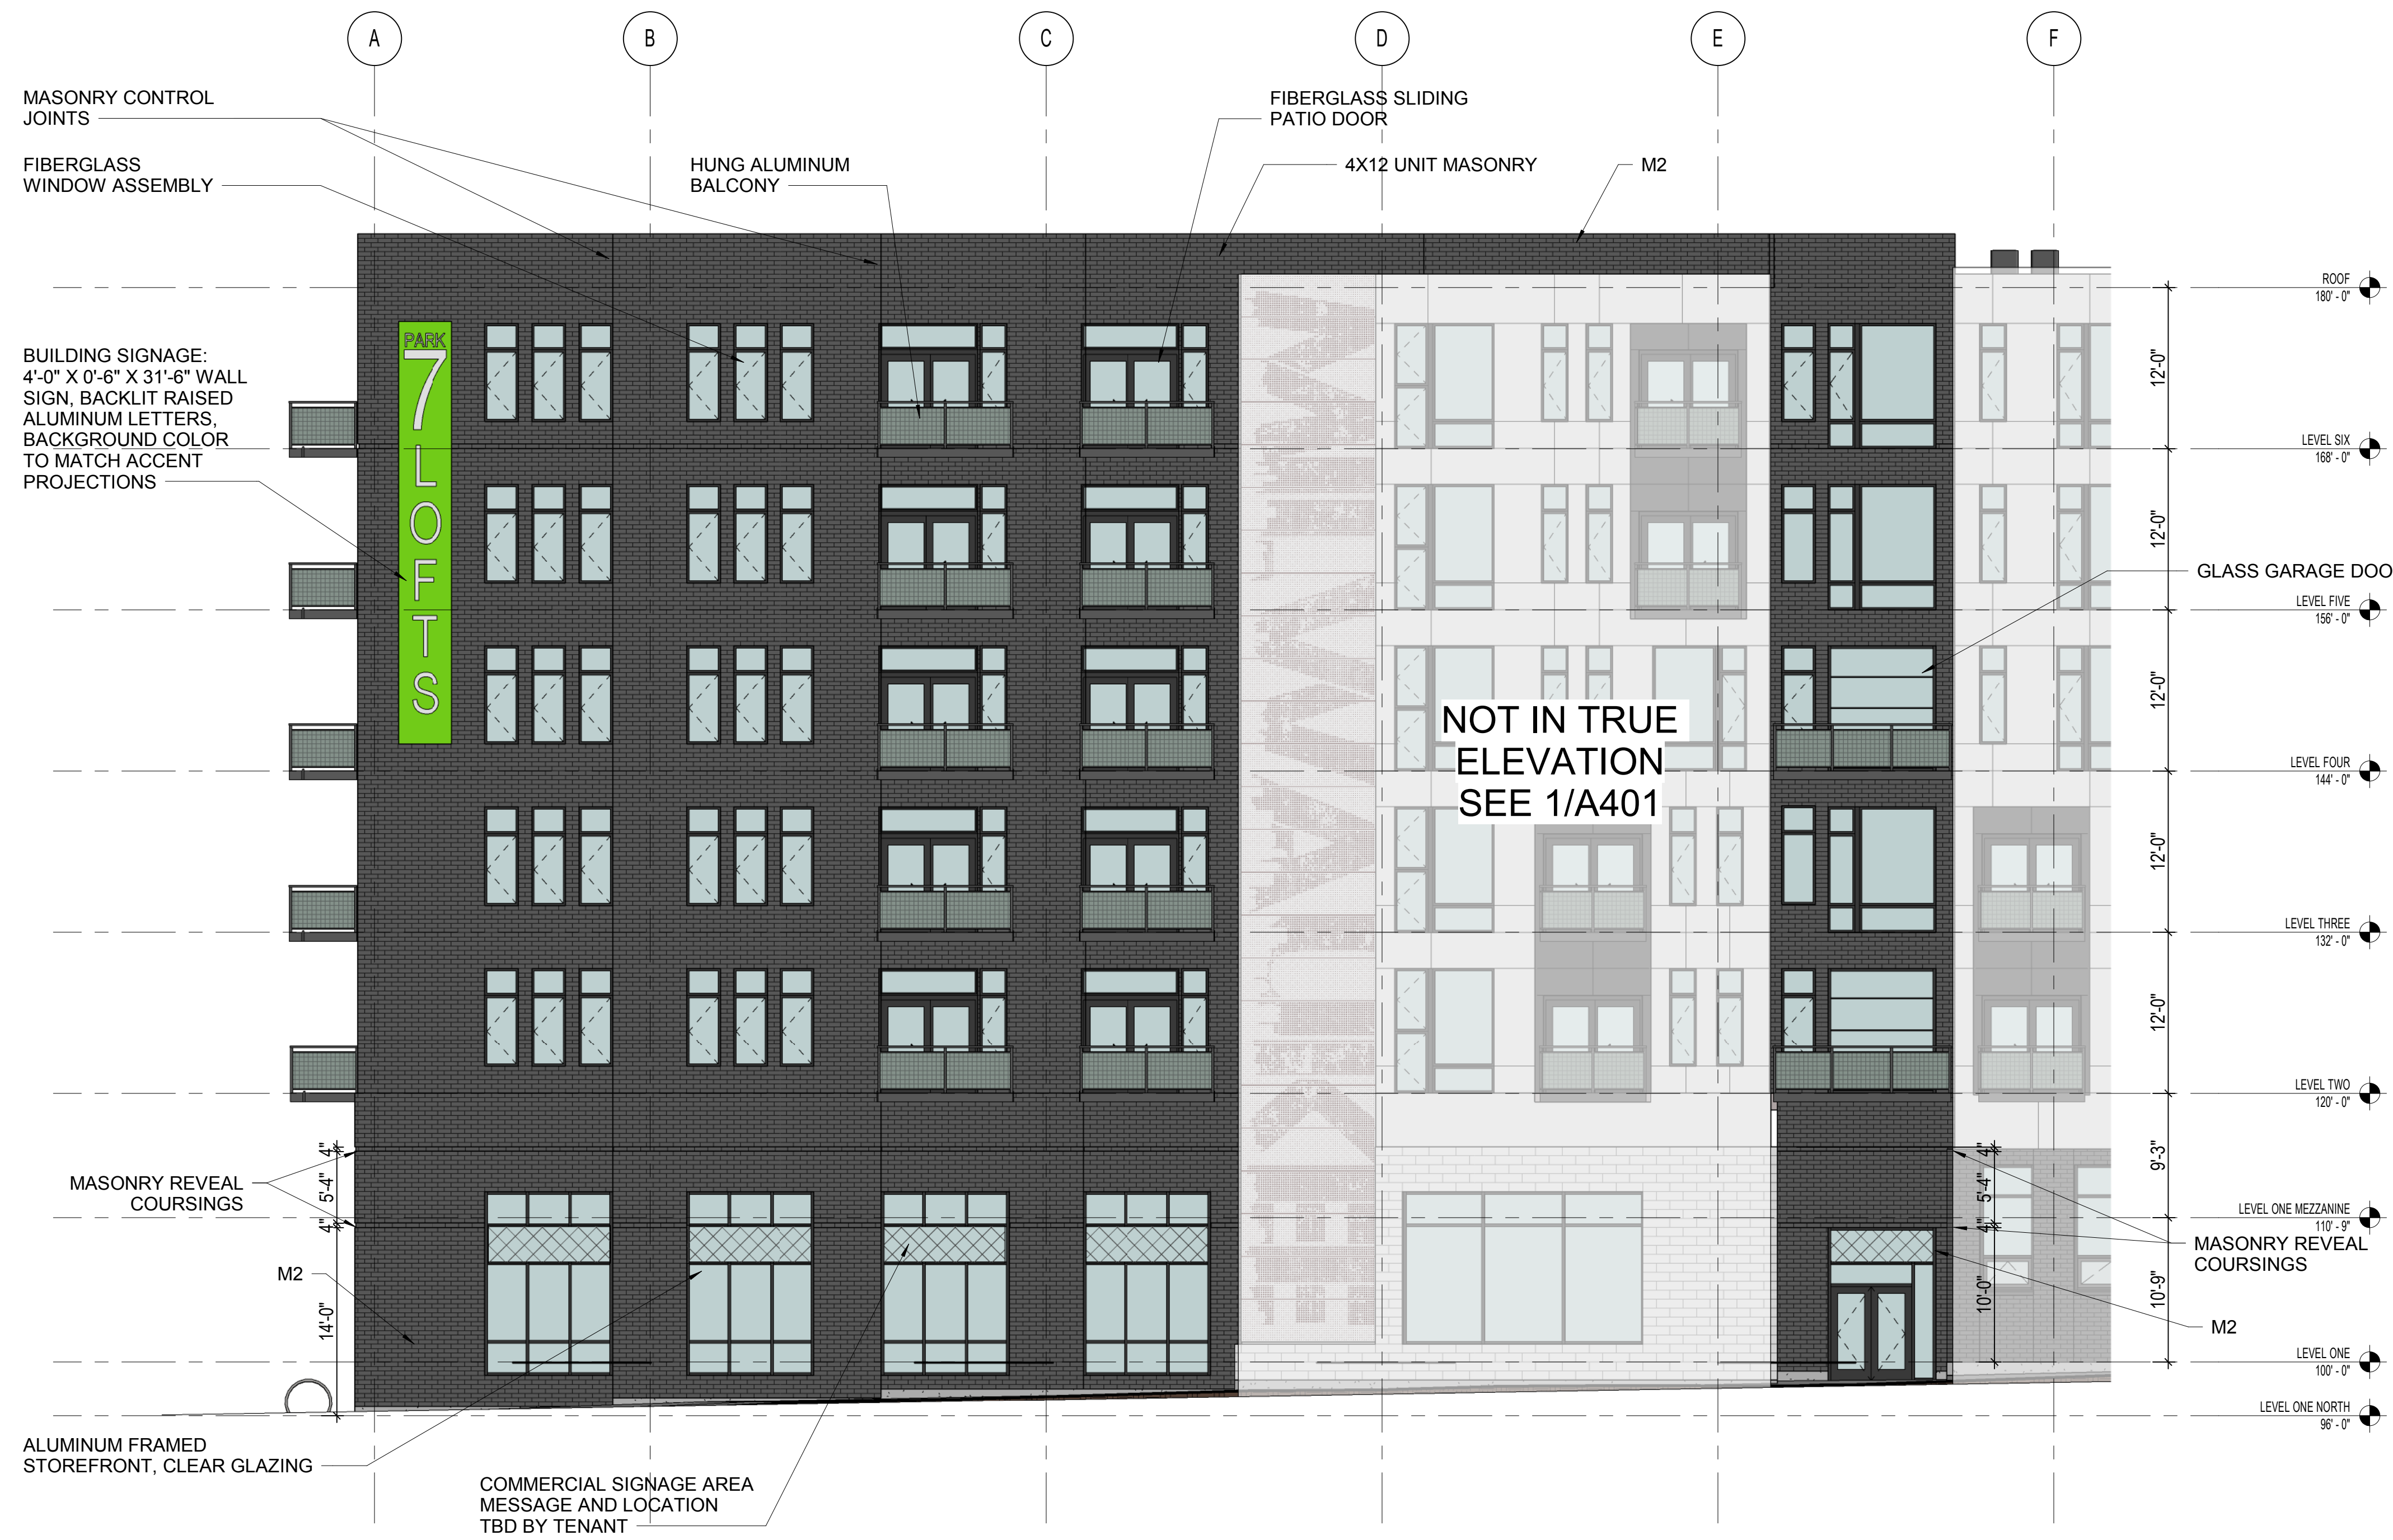 A
B
C
D
E
F
MASONRY CONTROL
JOINTS
FIBERGLASS SLIDING
PATIO DOOR
FIBERGLASS
WINDOW ASSEMBLY
HUNG ALUMINUM
BALCONY
4X12 UNIT MASONRY
M2
ROOF
180' - 0"
BUILDING SIGNAGE:
4'-0" X 0'-6" X 31'-6" WALL
SIGN, BACKLIT RAISED
ALUMINUM LETTERS,
BACKGROUND COLOR
TO MATCH ACCENT
PROJECTIONS
PARK
7
L
O
F
T
S
12'-0"
LEVEL SIX
168' - 0"
12'-0"
GLASS GARAGE DOO
LEVEL FIVE
156' - 0"
12'-0"
NOT IN TRUE
ELEVATION
SEE 1/A401
LEVEL FOUR
144' - 0"
12'-0"
LEVEL THREE
132' - 0"
12'-0"
LEVEL TWO
120' - 0"
4"
5'-4"
4"
14'-0"
MASONRY REVEAL
COURSINGS
M2
4"
5'-4"
4"
10'-0"
9'-3"
10'-9"
LEVEL ONE MEZZANINE
110' - 9"
MASONRY REVEAL
COURSINGS
M2
LEVEL ONE
100' - 0"
LEVEL ONE NORTH
96' - 0"
ALUMINUM FRAMED
STOREFRONT, CLEAR GLAZING
COMMERCIAL SIGNAGE AREA
MESSAGE AND LOCATION
TBD BY TENANT